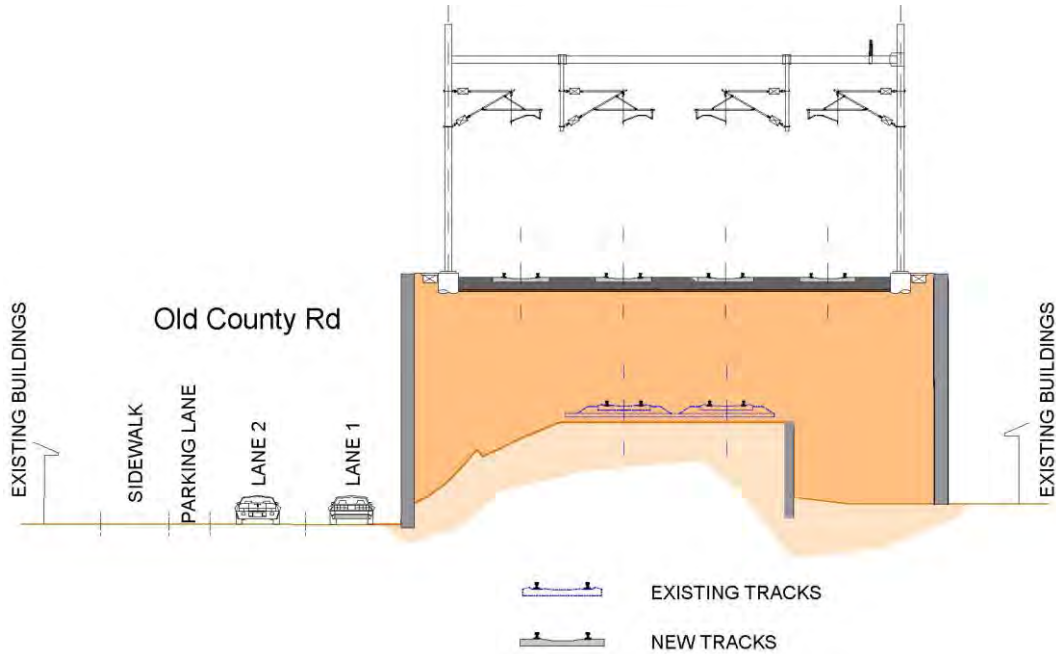 Old County Rd
EXISTING BUILDINGS
SIDEWALK
PARKING LANE
LANE 2
LANE 1
EXISTING BUILDINGS
EXISTING TRACKS
NEW TRACKS